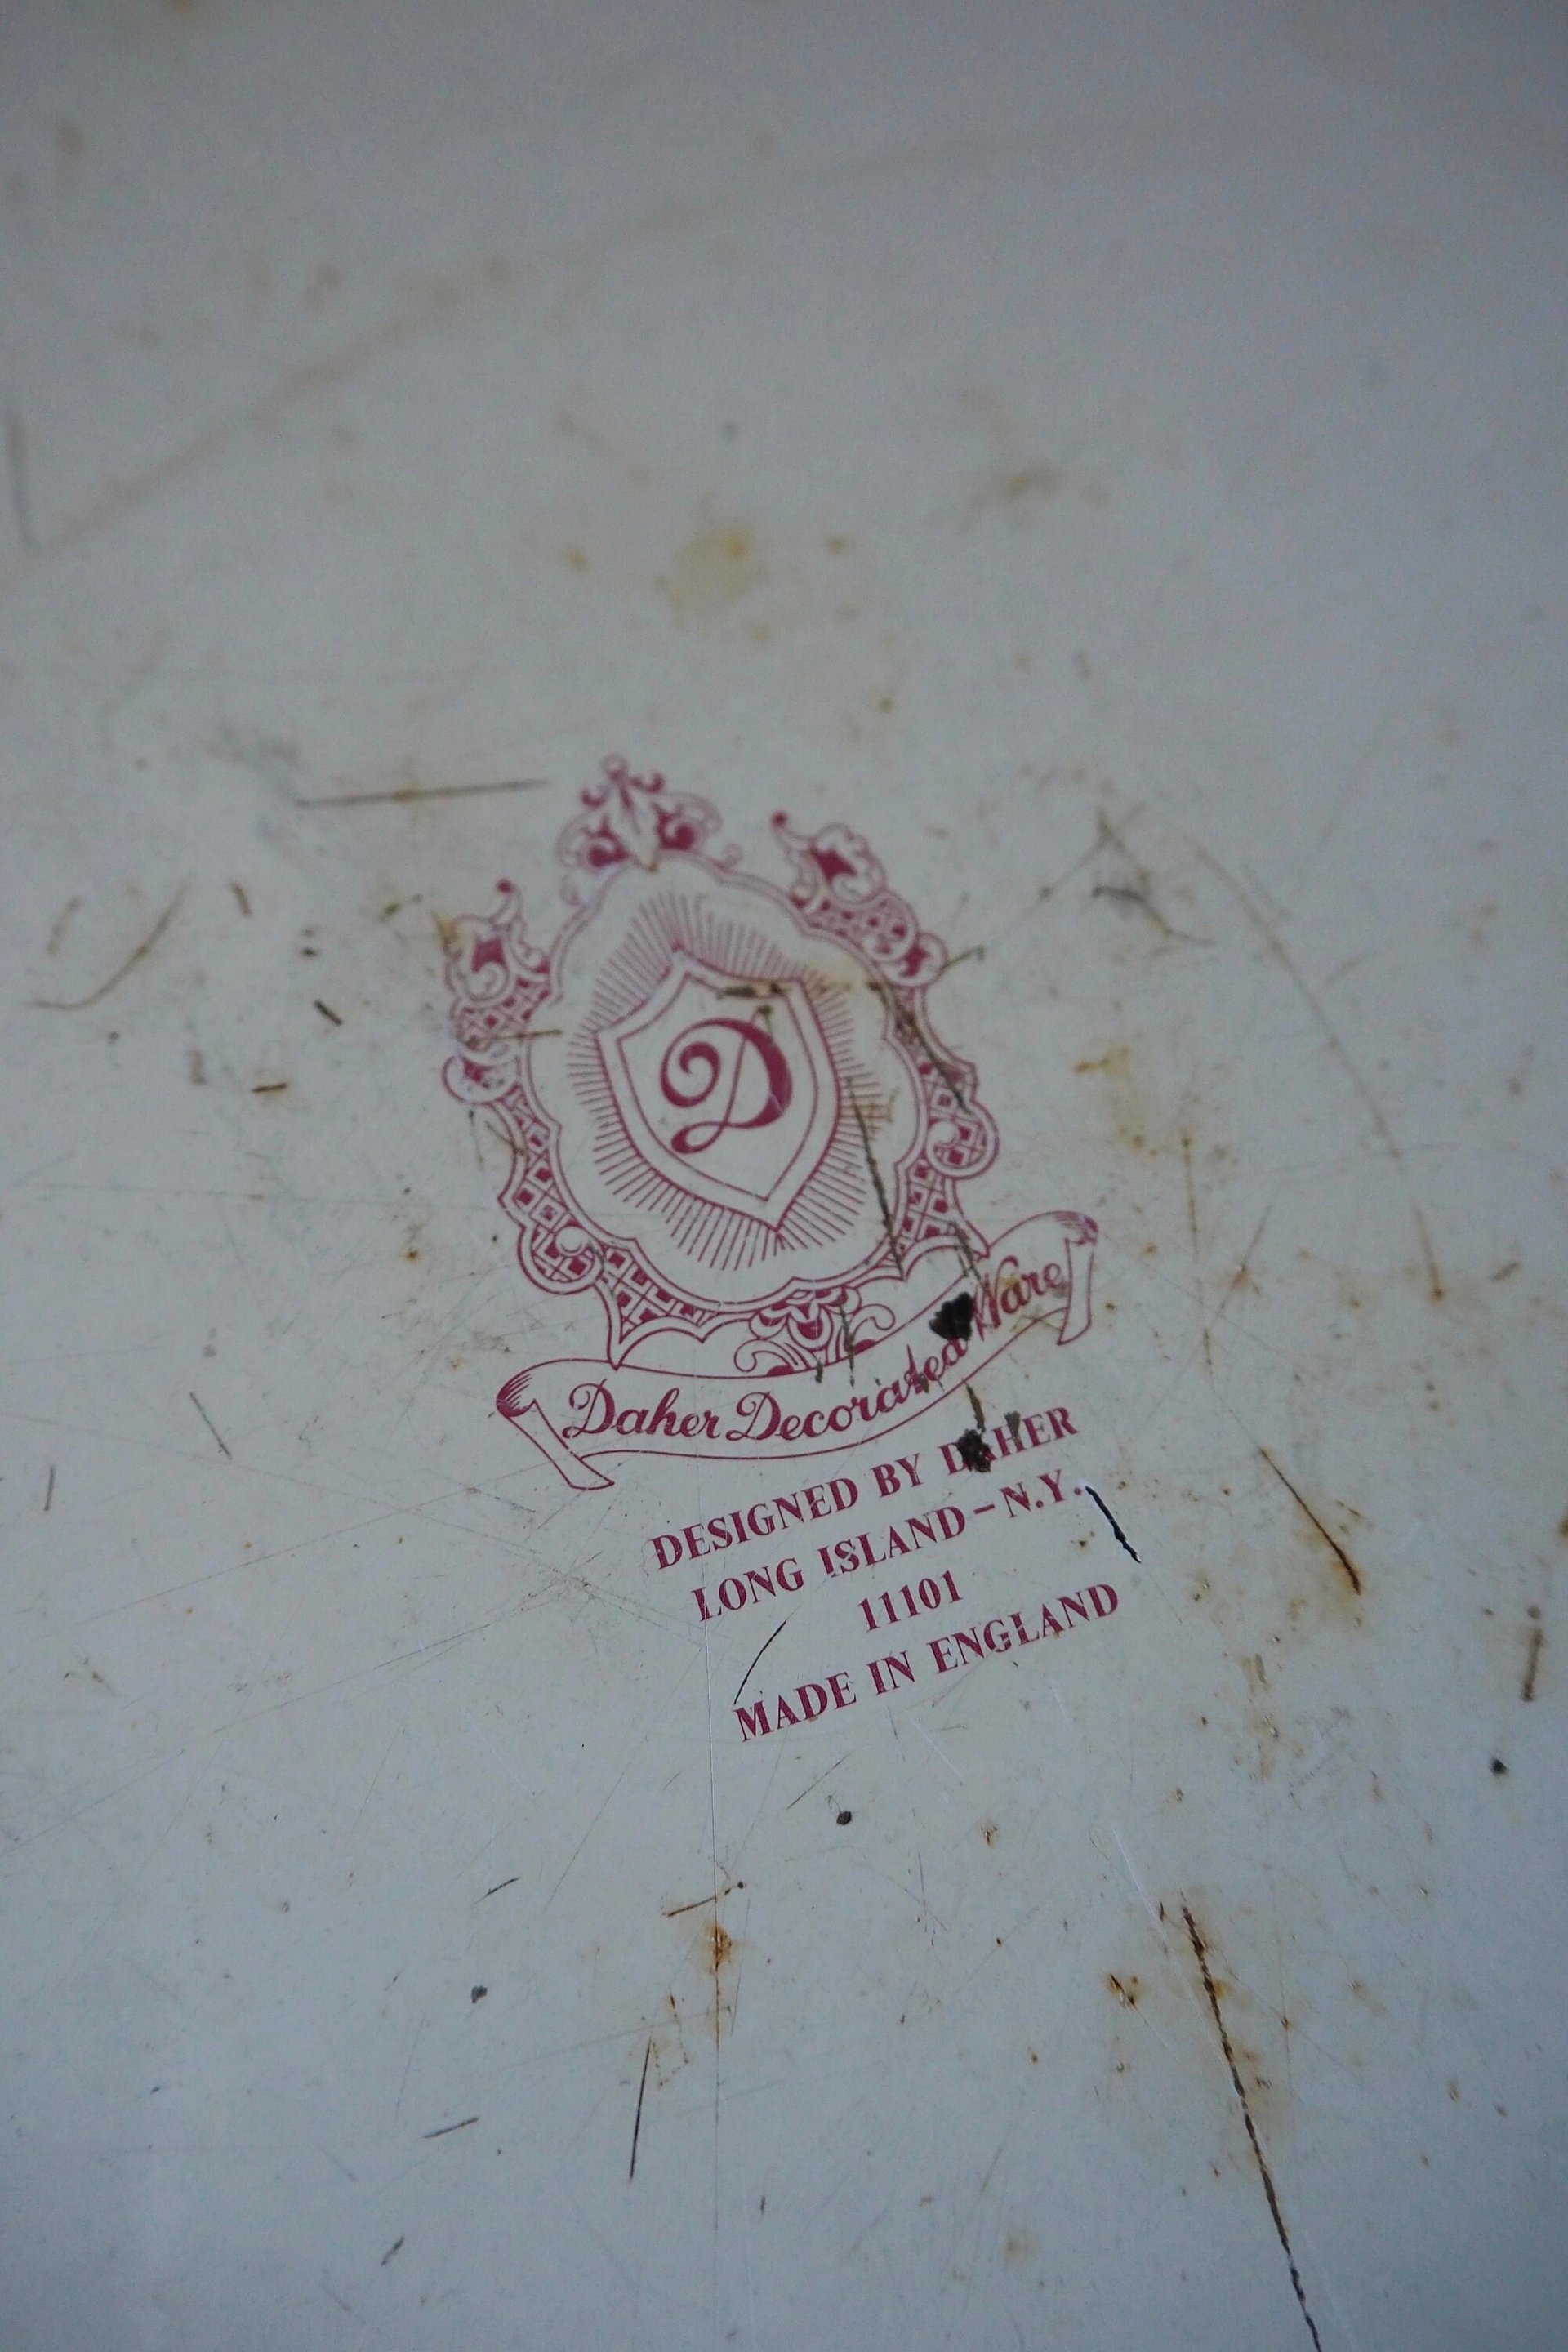 D
Daher Decorated Ware
DESIGNED BY DAHER
LONG ISLAND – N.Y.
11101
MADE IN ENGLAND